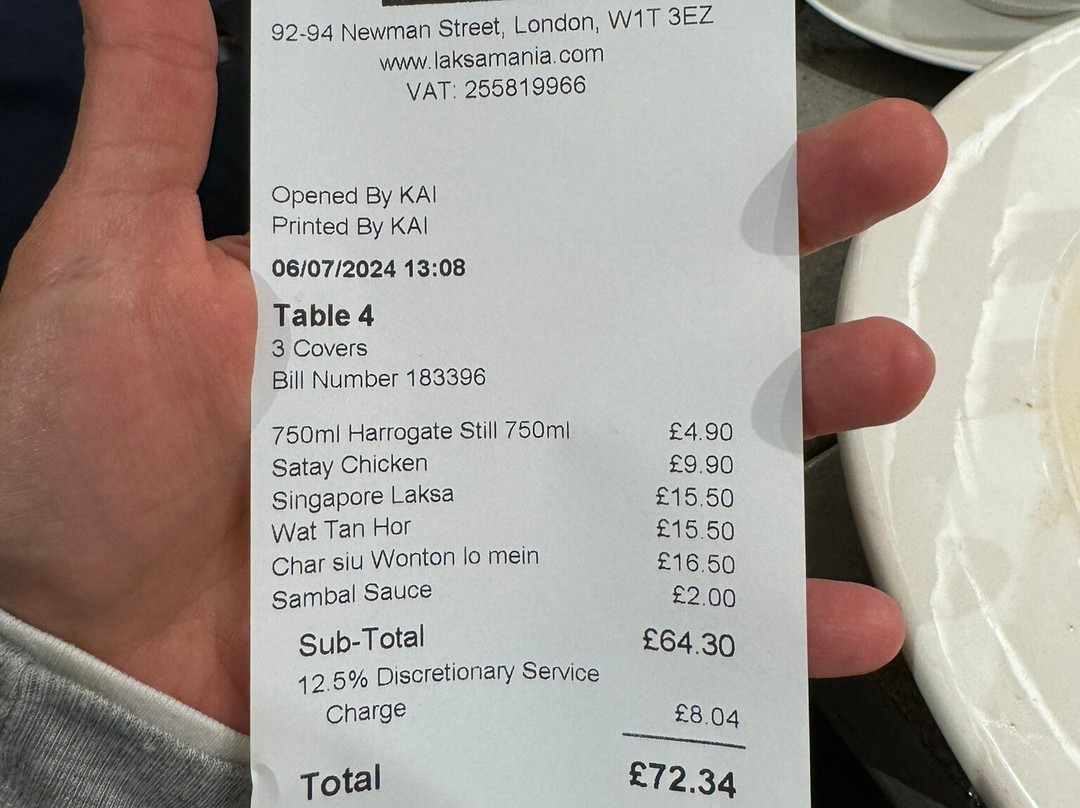 92-94 Newman Street, London, W1T 3EZ
www.laksamania.com
VAT: 255819966
Opened By KAI
Printed By KAI
06/07/2024 13:08
Table 4
3 Covers
Bill Number 183396
750ml Harrogate Still 750ml £4.90
Satay Chicken £9.90
Singapore Laksa £15.50
Wat Tan Hor £15.50
Char siu Wonton lo mein £16.50
Sambal Sauce £2.00
Sub-Total £64.30
12.5% Discretionary Service
Charge £8.04
Total £72.34